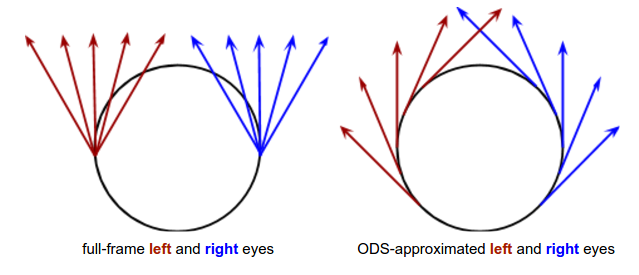 full-frame left and right eyes
ODS-approximated left and right eyes